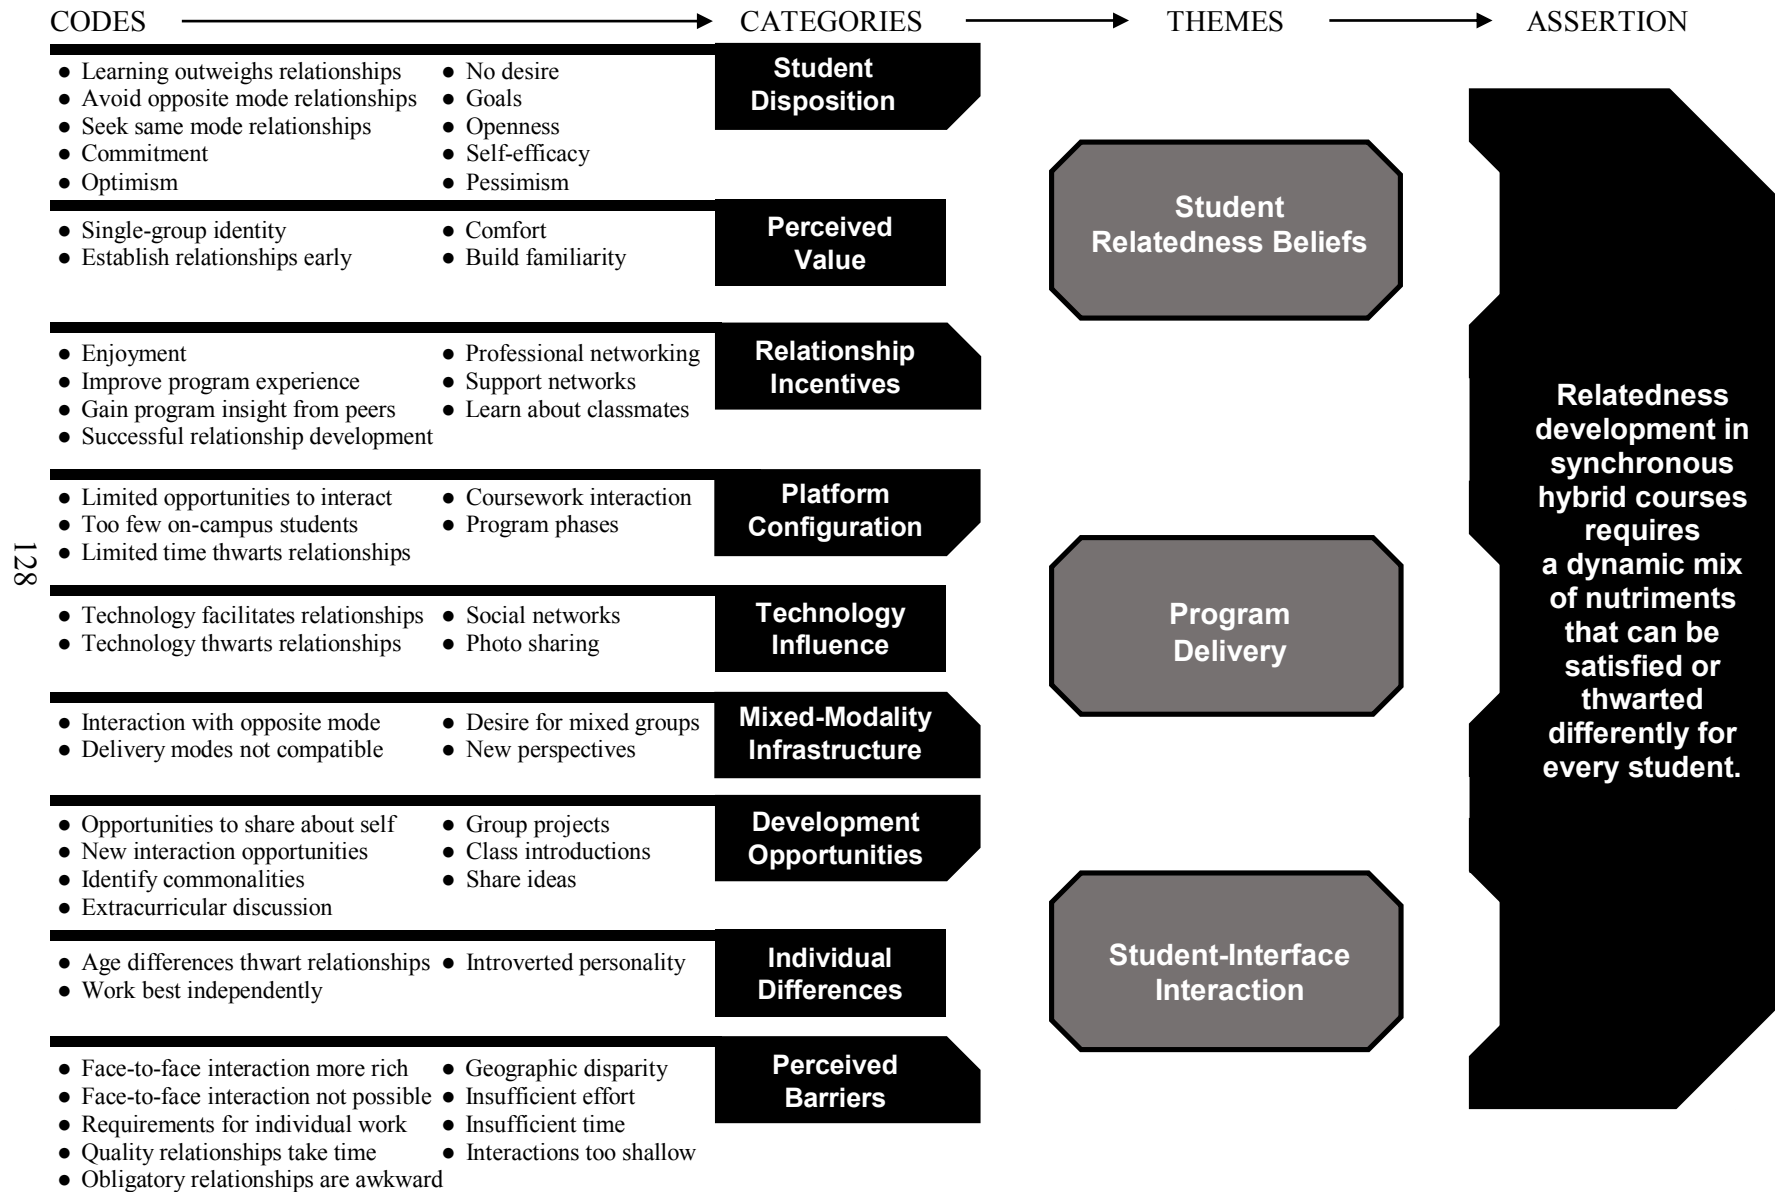 CODES CATEGORIES THEMES ASSERTION
● Learning outweighs relationships
● Avoid opposite mode relationships
● Seek same mode relationships
● Commitment
● Optimism
● No desire
● Goals
● Openness
● Self-efficacy
● Pessimism
Student
Disposition
● Single-group identity
● Establish relationships early
● Comfort
● Build familiarity
Perceived
Value
● Enjoyment
● Improve program experience
● Gain program insight from peers
● Successful relationship development
● Professional networking
● Support networks
● Learn about classmates
Relationship
Incentives
● Limited opportunities to interact
● Too few on-campus students
● Limited time thwarts relationships
● Coursework interaction
● Program phases
Platform
Configuration
● Technology facilitates relationships
● Technology thwarts relationships
● Social networks
● Photo sharing
Technology
Influence
● Interaction with opposite mode
● Delivery modes not compatible
● Desire for mixed groups
● New perspectives
Mixed-Modality
Infrastructure
● Opportunities to share about self
● New interaction opportunities
● Identify commonalities
● Extracurricular discussion
● Group projects
● Class introductions
● Share ideas
Development
Opportunities
● Age differences thwart relationships
● Work best independently
● Introverted personality
Individual
Differences
● Face-to-face interaction more rich
● Face-to-face interaction not possible
● Requirements for individual work
● Quality relationships take time
● Obligatory relationships are awkward
● Geographic disparity
● Insufficient effort
● Insufficient time
● Interactions too shallow
Perceived
Barriers
Student
Relatedness Beliefs
Program
Delivery
Student-Interface
Interaction
Relatedness
development in
synchronous
hybrid courses
requires
a dynamic mix
of nutriments
that can be
satisfied or
thwarted
differently for
every student.
128